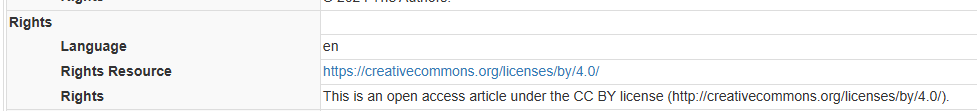 Rights
Language en
Rights Resource https://creativecommons.org/licenses/by/4.0/
Rights This is an open access article under the CC BY license (http://creativecommons.org/licenses/by/4.0/).